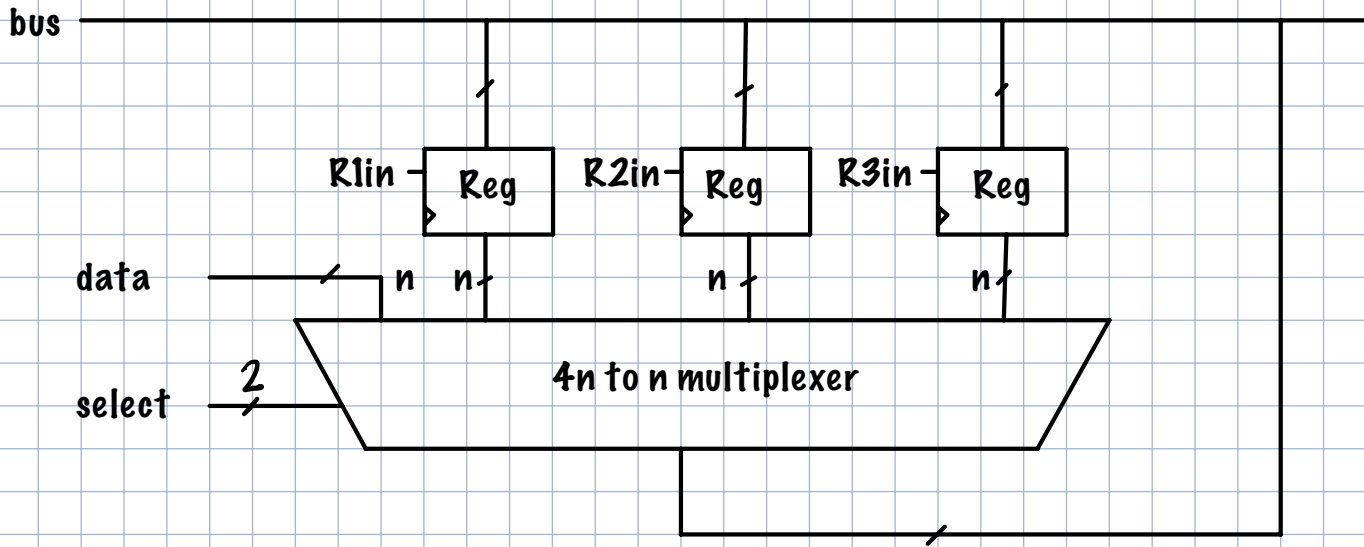 bus
R1in Reg R2in Reg R3in Reg
data n n n n
4n to n multiplexer
2
select